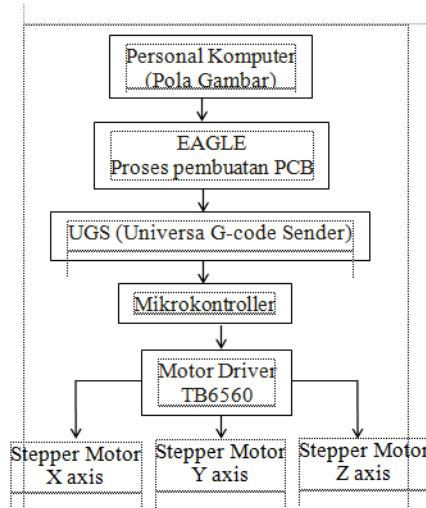 Personal Komputer
(Pola Gambar)
EAGLE
Proses pembuatan PCB
UGS (Universa G-code Sender)
Mikrokontroller
Motor Driver
TB6560
Stepper Motor
X axis
Stepper Motor
Y axis
Stepper Motor
Z axis